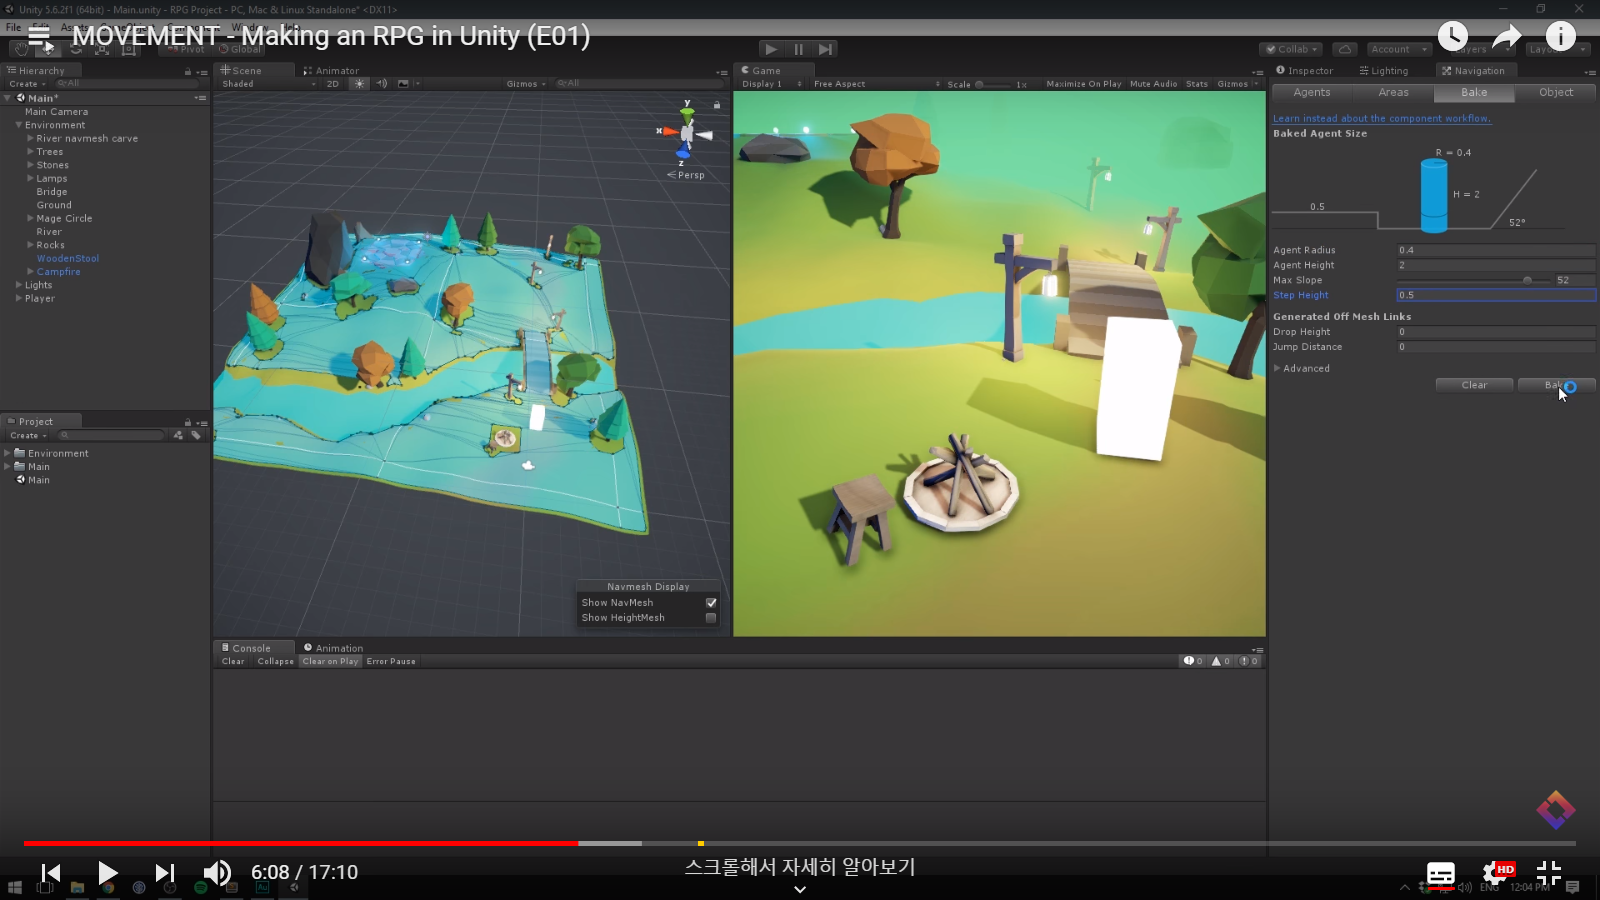 Unity 5.6.2f1 (64bit) - Main.unity - RPG Project - PC, Mac & Linux Standalone* <DX11>
File Edit Assets
MOVEMENT - Making an RPG in Unity (E01)
Pivot Global
Collab Account Layers
Hierarchy
Create All
Main*
Main Camera
Environment
River navmesh carve
Trees
Stones
Lamps
Bridge
Ground
Mage Circle
River
Rocks
WoodenStool
Campfire
Lights
Player
Scene Animator
Shaded 2D Gizmos All
y
x
z
Persp
Navmesh Display
Show NavMesh
Show HeightMesh
Game
Display 1 Free Aspect Scale 1x Maximize On Play Mute Audio Stats Gizmos
Inspector Lighting Navigation
Agents Areas Bake Object
Learn instead about the component workflow.
Baked Agent Size
R = 0.4
H = 2
0.5
52°
Agent Radius 0.4
Agent Height 2
Max Slope 52
Step Height 0.5
Generated Off Mesh Links
Drop Height 0
Jump Distance 0
Advanced
Clear Bake
Project
Create
Environment
Main
Main
Console Animation
Clear Collapse Clear on Play Error Pause 0 0 0
6:08 / 17:10
스크롤해서 자세히 알아보기
HD
Au
ENG 12:04 PM